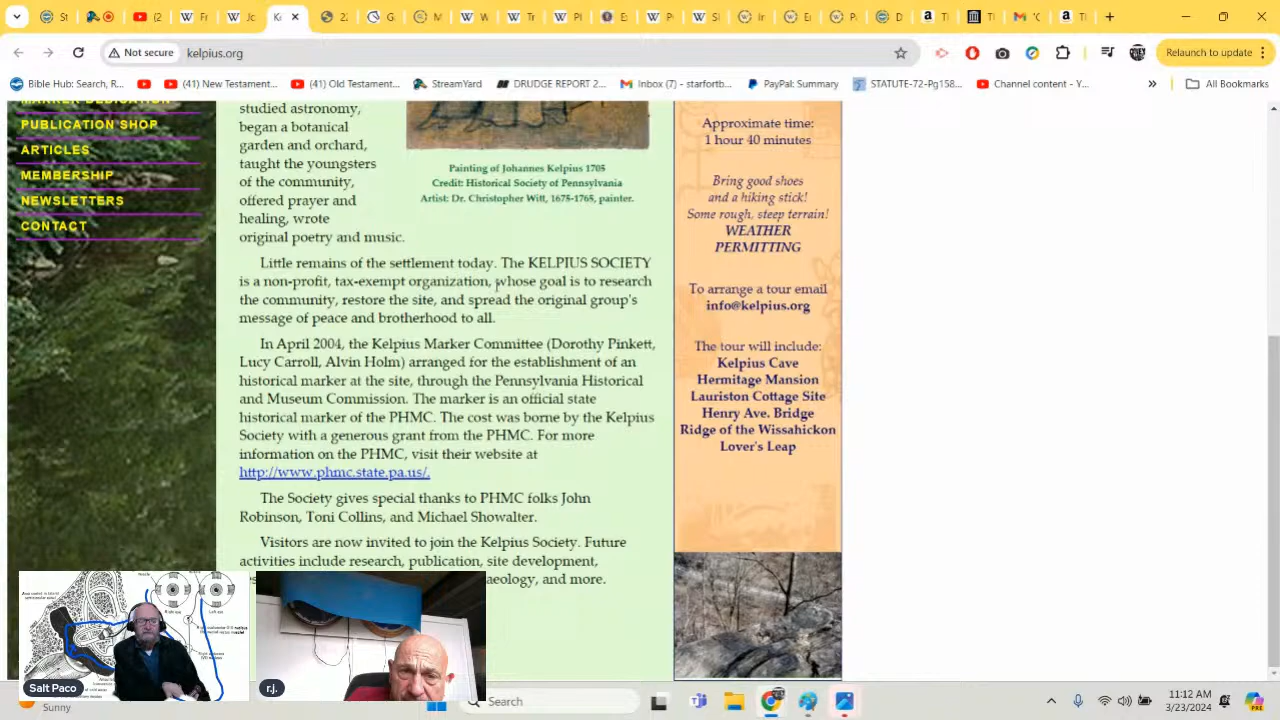 Not secure
kelpius.org
Relaunch to update
Bible Hub: Search, R...
(41) New Testament...
(41) Old Testament...
StreamYard
DRUDGE REPORT 2...
Inbox (7) - starfortb...
PayPal: Summary
STATUTE-72-Pg158...
Channel content - Y...
All Bookmarks
MARKER DEDICATION
PUBLICATION SHOP
ARTICLES
MEMBERSHIP
NEWSLETTERS
CONTACT
studied astronomy,
began a botanical
garden and orchard,
taught the youngsters
of the community,
offered prayer and
healing, wrote
original poetry and music.
Painting of Johannes Kelpius 1705
Credit: Historical Society of Pennsylvania
Artist: Dr. Christopher Witt, 1675-1765, painter.
Little remains of the settlement today. The KELPIUS SOCIETY
is a non-profit, tax-exempt organization, whose goal is to research
the community, restore the site, and spread the original group's
message of peace and brotherhood to all.
In April 2004, the Kelpius Marker Committee (Dorothy Pinkett,
Lucy Carroll, Alvin Holm) arranged for the establishment of an
historical marker at the site, through the Pennsylvania Historical
and Museum Commission. The marker is an official state
historical marker of the PHMC. The cost was borne by the Kelpius
Society with a generous grant from the PHMC. For more
information on the PHMC, visit their website at
http://www.phmc.state.pa.us/.
The Society gives special thanks to PHMC folks John
Robinson, Toni Collins, and Michael Showalter.
Visitors are now invited to join the Kelpius Society. Future
activities include research, publication, site development,
aeology, and more.
Approximate time:
1 hour 40 minutes
Bring good shoes
and a hiking stick!
Some rough, steep terrain!
WEATHER
PERMITTING
To arrange a tour email
info@kelpius.org
The tour will include:
Kelpius Cave
Hermitage Mansion
Lauriston Cottage Site
Henry Ave. Bridge
Ridge of the Wissahickon
Lover's Leap
Right eye
Left eye
Salt Paco
r.j.
Sunny
Search
11:12 AM
3/23/2024